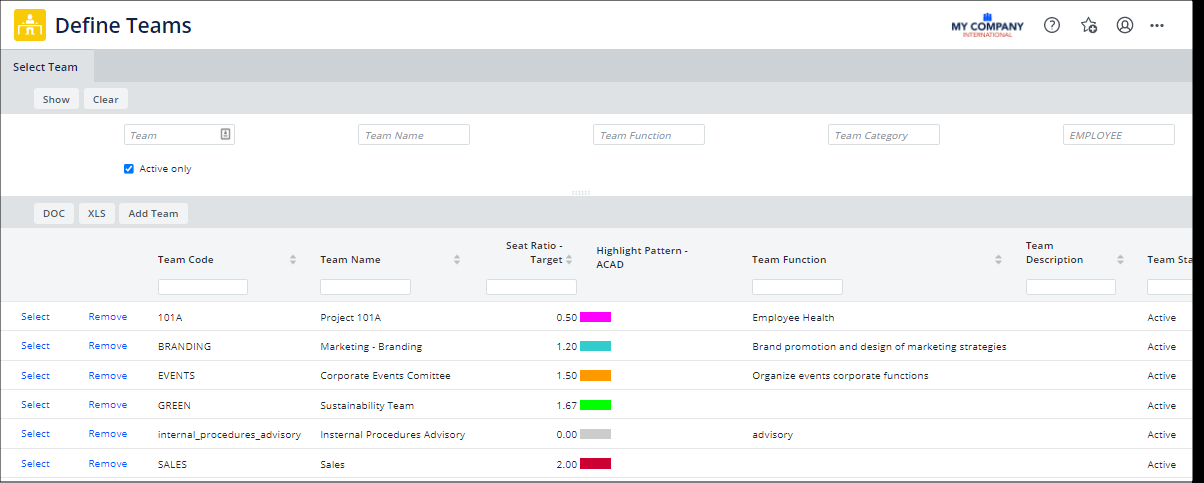 Define Teams
MY COMPANY
INTERNATIONAL
Select Team
Show Clear
Team Team Name Team Function Team Category EMPLOYEE
Active only
DOC XLS Add Team
Team Code Team Name Seat Ratio - Target Highlight Pattern - ACAD Team Function Team Description Team Sta
Select Remove 101A Project 101A 0.50 Employee Health Active
Select Remove BRANDING Marketing - Branding 1.20 Brand promotion and design of marketing strategies Active
Select Remove EVENTS Corporate Events Comittee 1.50 Organize events corporate functions Active
Select Remove GREEN Sustainability Team 1.67 Active
Select Remove internal_procedures_advisory Insternal Procedures Advisory 0.00 advisory Active
Select Remove SALES Sales 2.00 Active